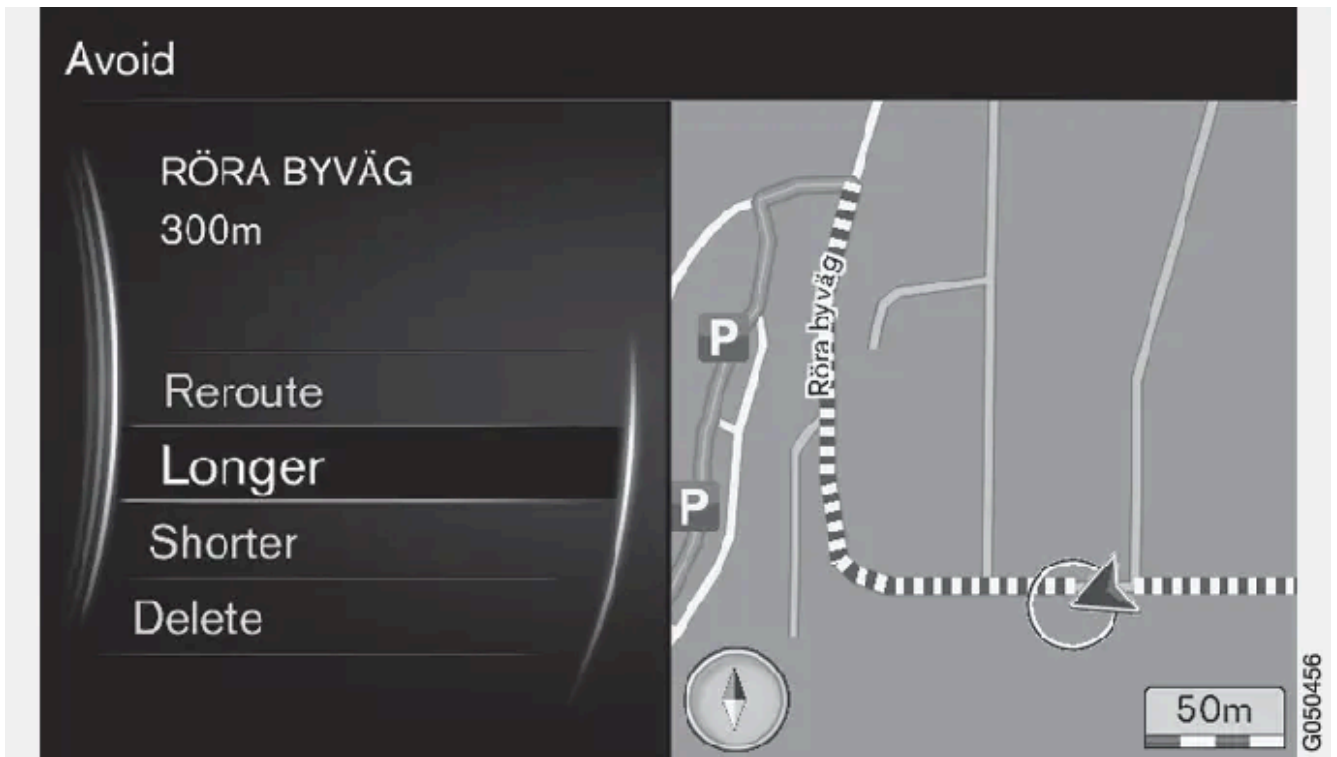 Avoid
RÖRA BYVÄG
300m
Reroute
Longer
Shorter
Delete
Röra byväg
P
P
50m
G050456